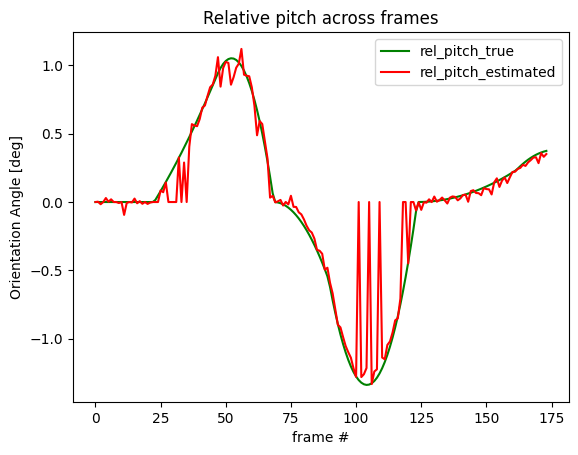 Relative pitch across frames
rel_pitch_true
rel_pitch_estimated
Orientation Angle [deg]
1.0
0.5
0.0
−0.5
−1.0
0 25 50 75 100 125 150 175
frame #